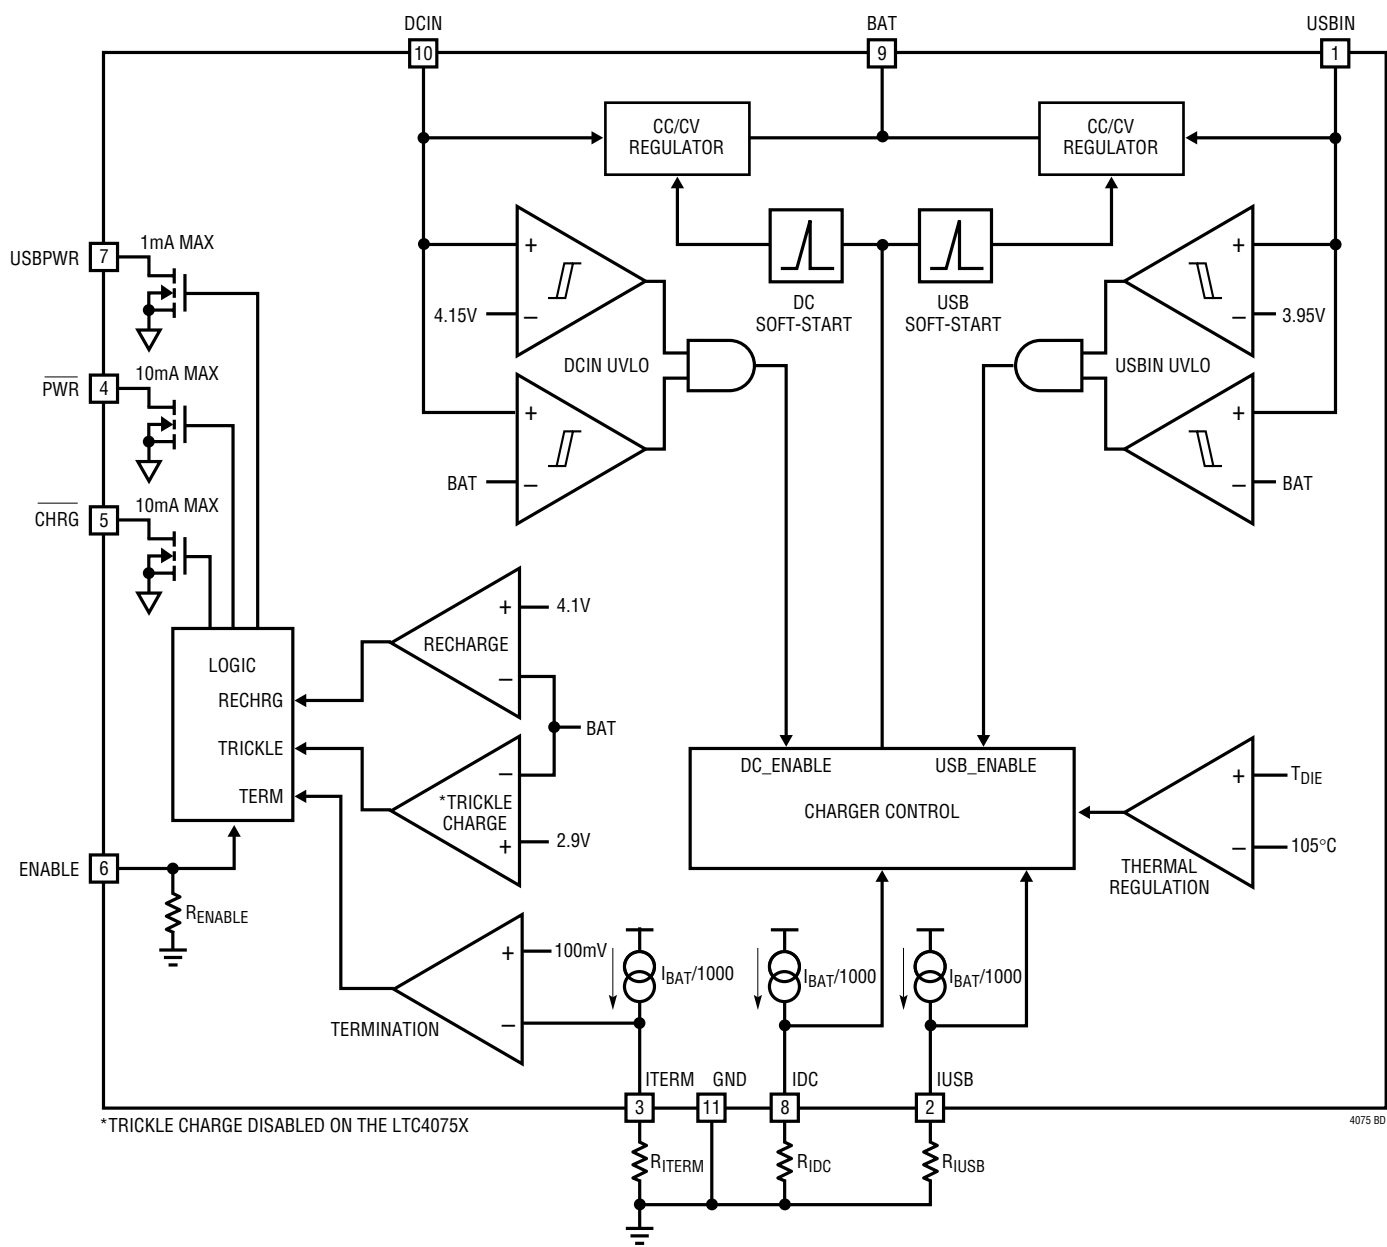 DCIN
BAT
USBIN
10
9
1
CC/CV
REGULATOR
CC/CV
REGULATOR
USBPWR
7
1mA MAX
+
4.15V
–
DC
SOFT-START
USB
SOFT-START
+
–
3.95V
DCIN UVLO
USBIN UVLO
PWR
4
10mA MAX
+
BAT
–
+
–
BAT
CHRG
5
10mA MAX
LOGIC
RECHRG
TRICKLE
TERM
+
4.1V
RECHARGE
–
BAT
–
*TRICKLE
CHARGE
+
2.9V
DC_ENABLE
USB_ENABLE
CHARGER CONTROL
+
TDIE
–
105°C
THERMAL
REGULATION
ENABLE
6
RENABLE
+
100mV
–
TERMINATION
IBAT/1000
IBAT/1000
IBAT/1000
ITERM
GND
IDC
IUSB
3
11
8
2
*TRICKLE CHARGE DISABLED ON THE LTC4075X
4075 BD
RITERM
RIDC
RIUSB